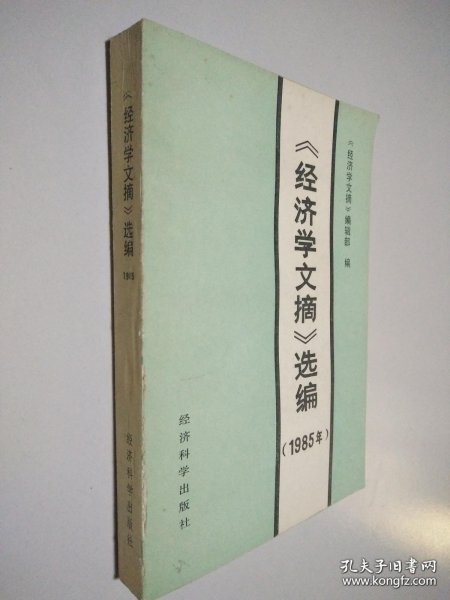 《经济学文摘》选编
1985
经济科学出版社
《经济学文摘》编辑部 编
《经济学文摘》选编
(1985年)
经济科学出版社
孔夫子旧书网
www.kongfz.com